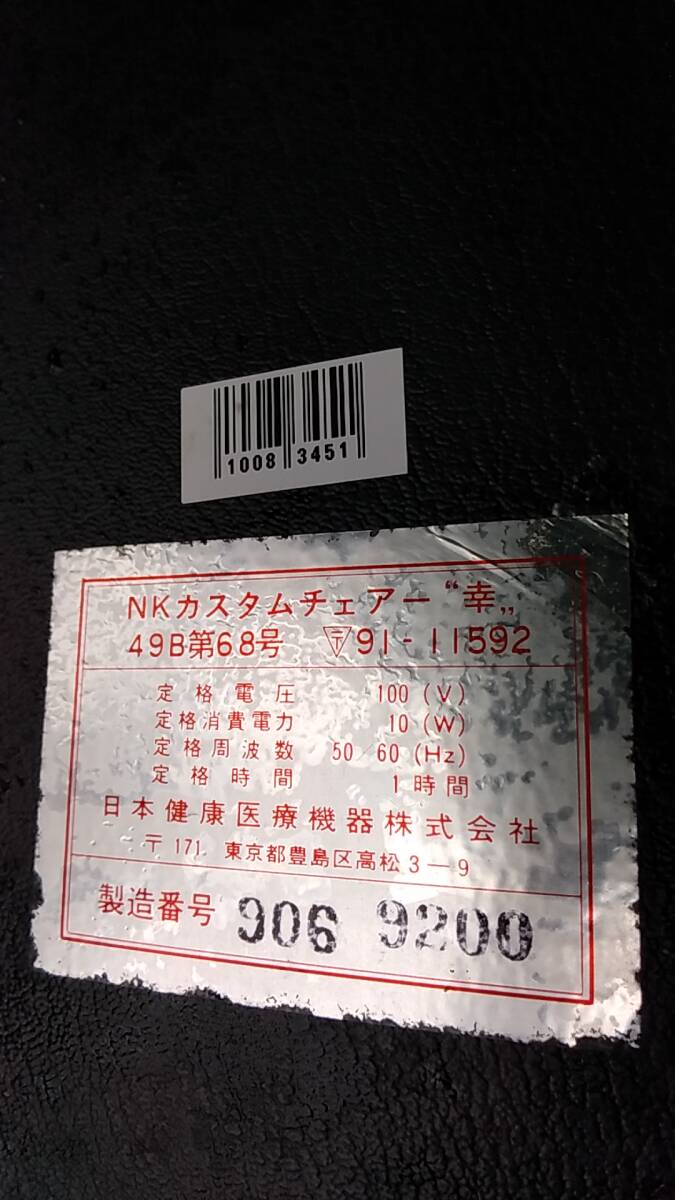 1008 3451
NKカスタムチェアー“幸„
49B第68号 〒91-11592
定格電圧 100(V)
定格消費電力 10(W)
定格周波数 50/60(Hz)
定格時間 1時間
日本健康医療機器株式会社
〒171 東京都豊島区高松3-9
製造番号 906 9200